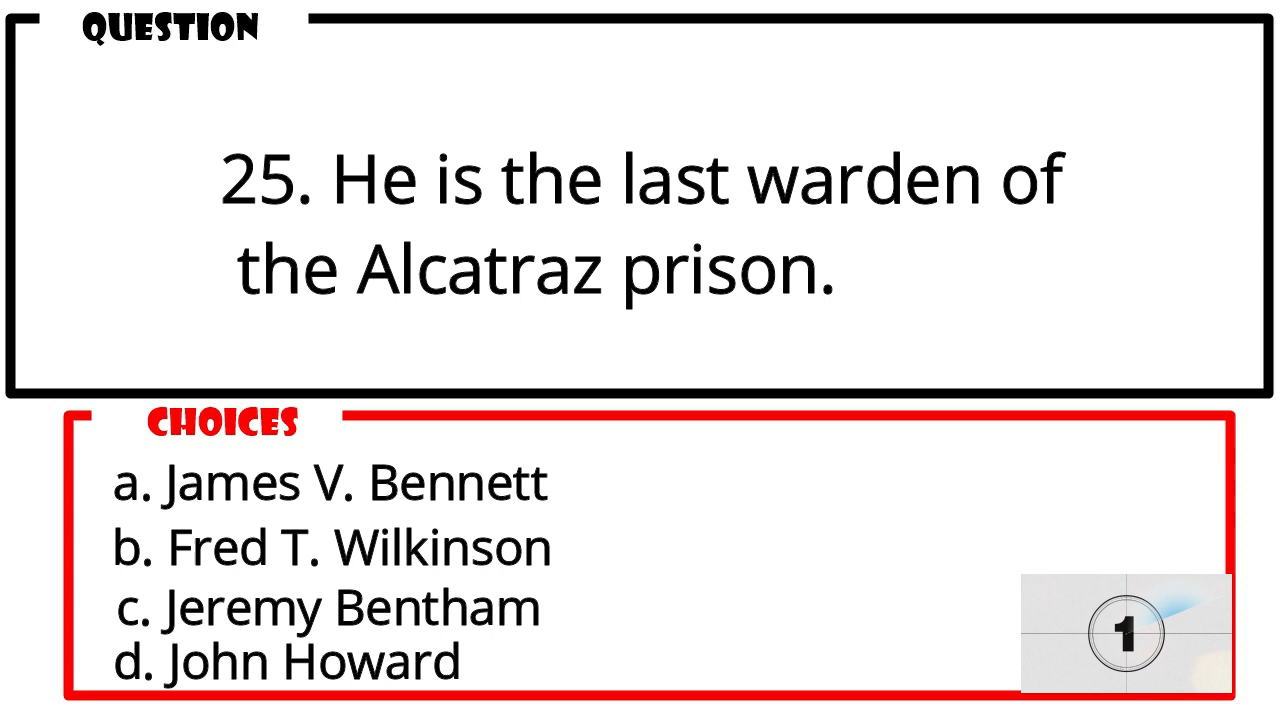 QUESTION
25. He is the last warden of
the Alcatraz prison.
CHOICES
a. James V. Bennett
b. Fred T. Wilkinson
c. Jeremy Bentham
d. John Howard
1